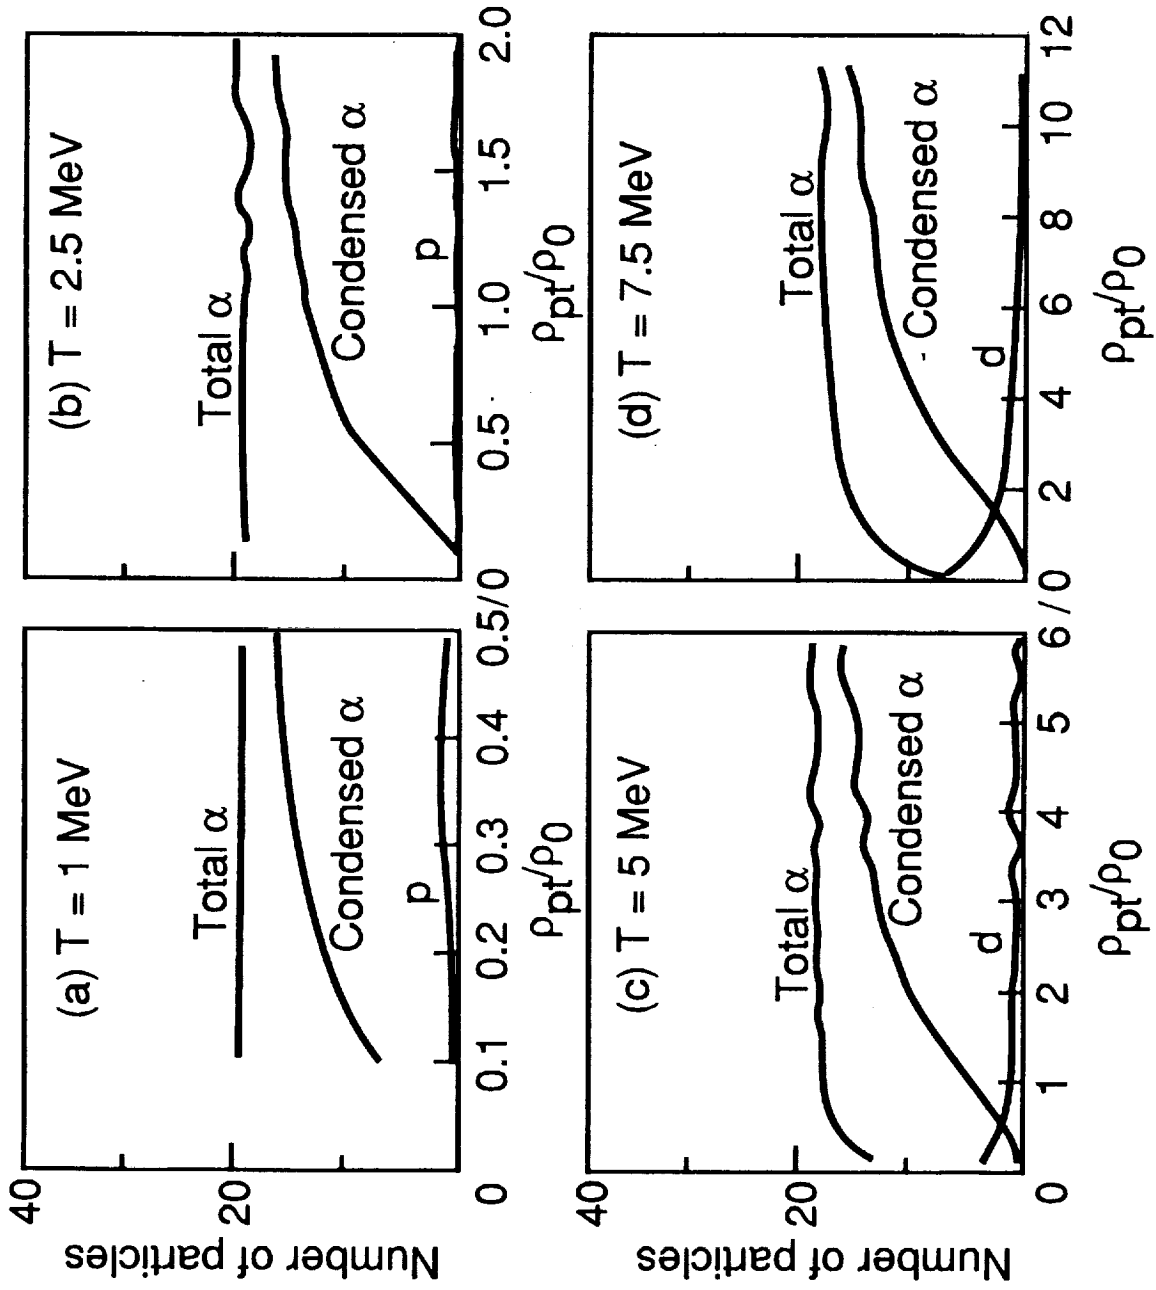 (a) T = 1 MeV
(b) T = 2.5 MeV
Number of particles
40
20
0
Total α
Condensed α
p
Total α
Condensed α
p
0.1 0.2 0.3 0.4 0.5/0 0.5 1.0 1.5 2.0
ρpt/ρ0
ρpt/ρ0
(c) T = 5 MeV
(d) T = 7.5 MeV
Number of particles
40
20
0
Total α
Condensed α
d
Total α
Condensed α
d
1 2 3 4 5 6/0 2 4 6 8 10 12
ρpt/ρ0
ρpt/ρ0